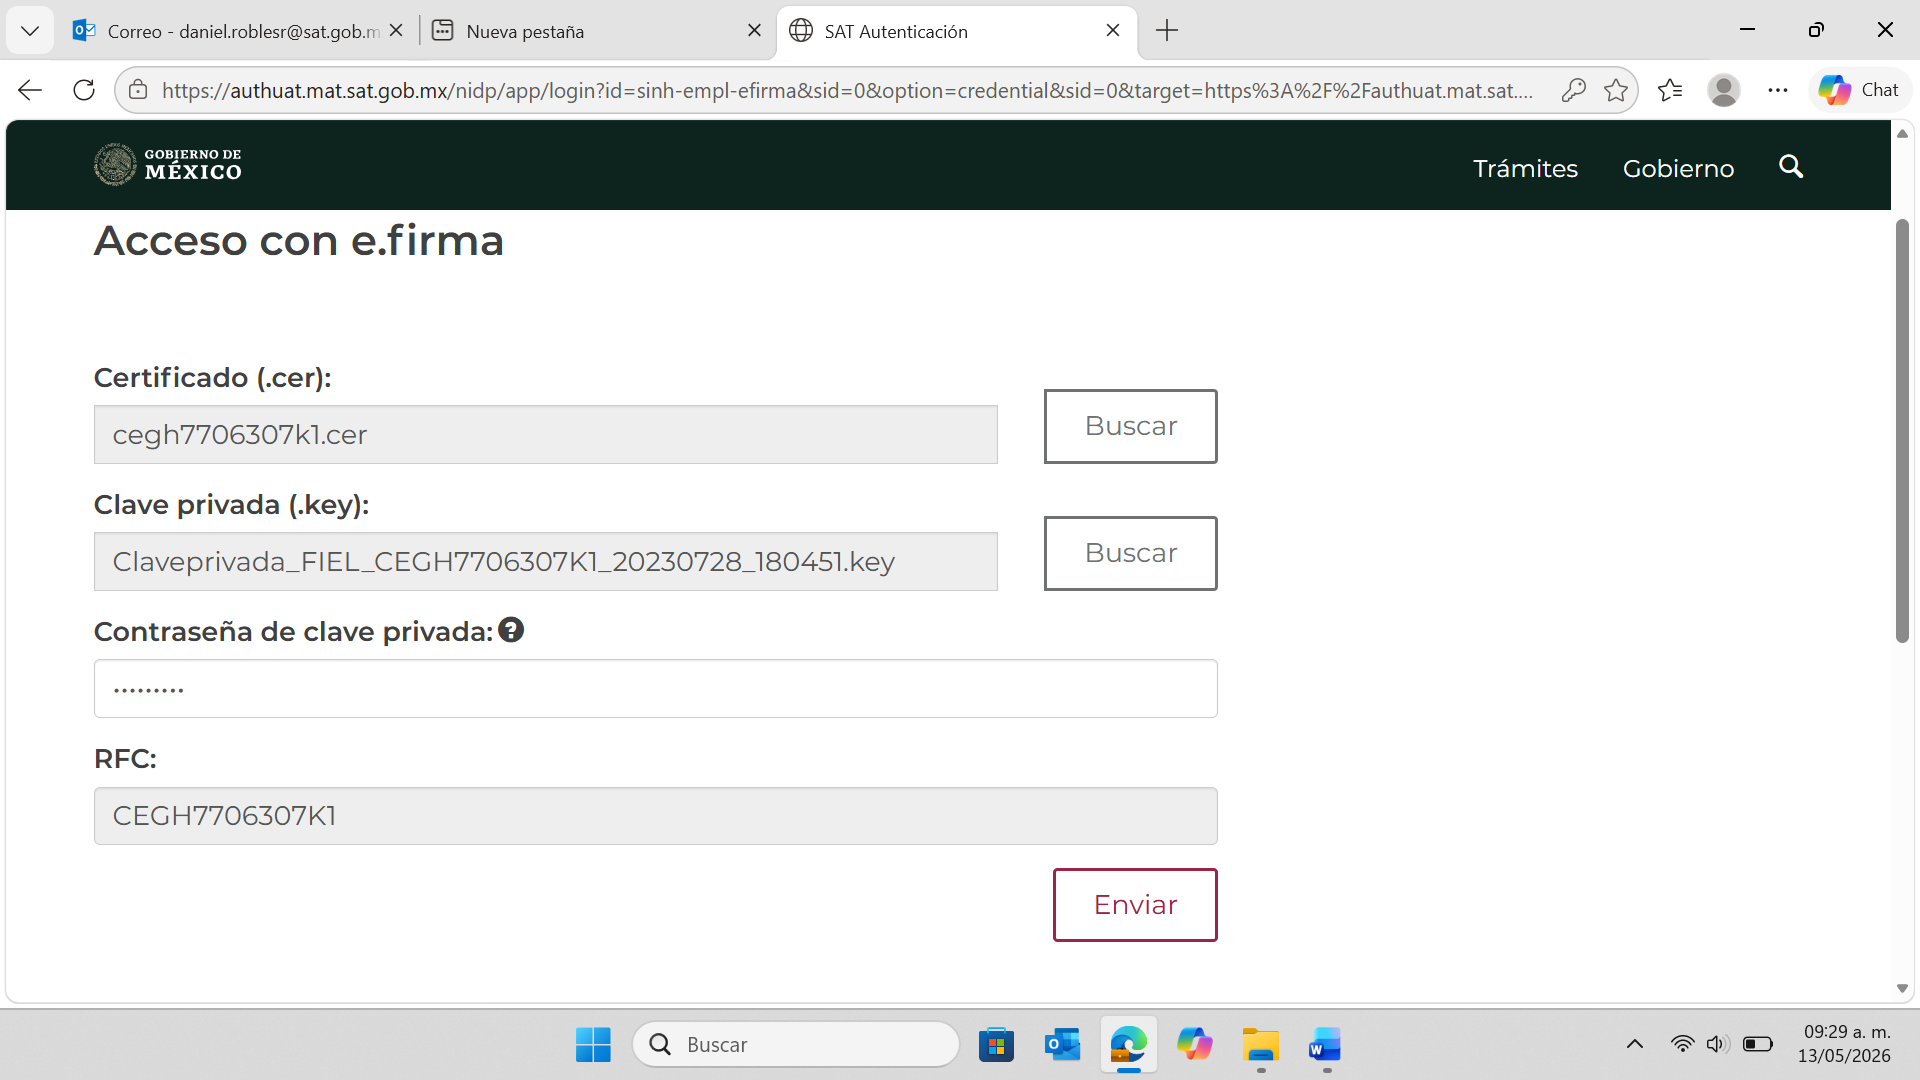 Correo - daniel.roblesr@sat.gob.m
Nueva pestaña
SAT Autenticación
https://authuat.mat.sat.gob.mx/nidp/app/login?id=sinh-empl-efirma&sid=0&option=credential&sid=0&target=https%3A%2F%2Fauthuat.mat.sat....
Chat
GOBIERNO DE
MÉXICO
Trámites
Gobierno
Acceso con e.firma
Certificado (.cer):
cegh7706307k1.cer
Buscar
Clave privada (.key):
Claveprivada_FIEL_CEGH7706307K1_20230728_180451.key
Buscar
Contraseña de clave privada:
•••••••••
RFC:
CEGH7706307K1
Enviar
Buscar
09:29 a. m.
13/05/2026